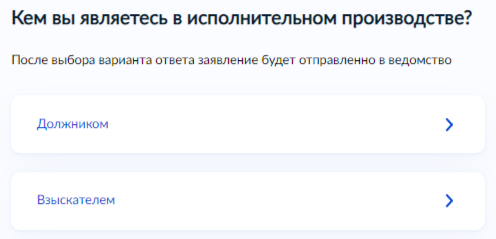 Кем вы являетесь в исполнительном производстве?
После выбора варианта ответа заявление будет отправленно в ведомство
Должником
Взыскателем